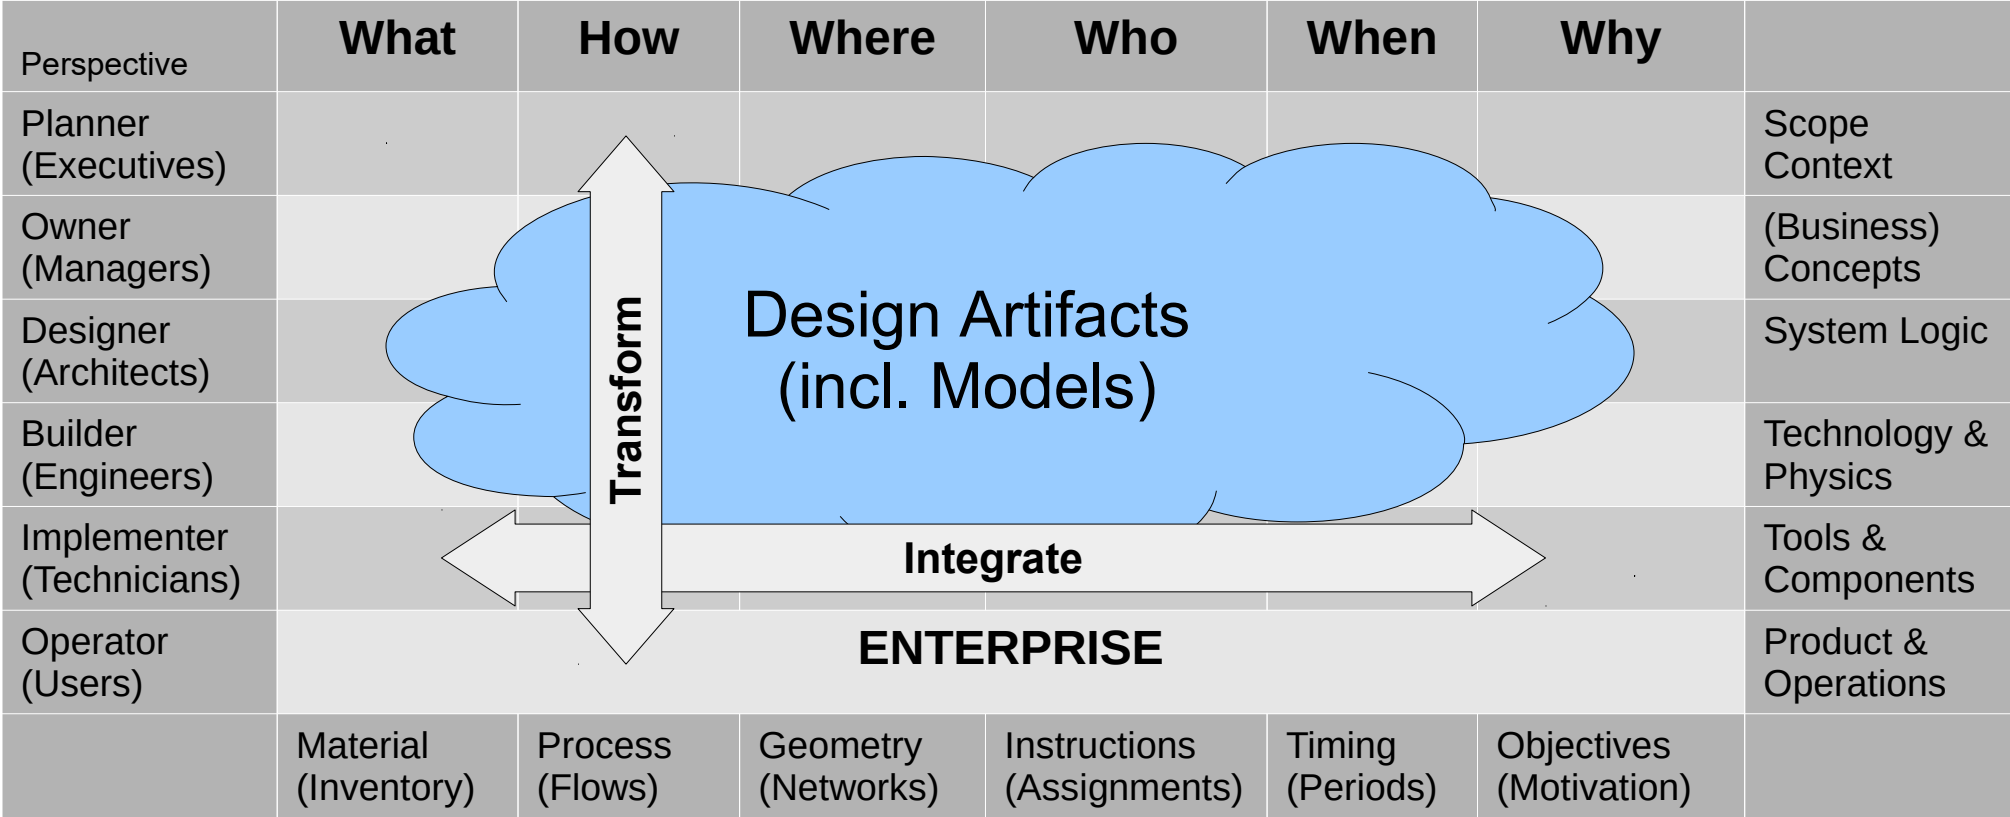 Perspective
What
How
Where
Who
When
Why
Planner
(Executives)
Scope
Context
Owner
(Managers)
(Business)
Concepts
Designer
(Architects)
System Logic
Builder
(Engineers)
Technology &
Physics
Implementer
(Technicians)
Tools &
Components
Operator
(Users)
Product &
Operations
Design Artifacts
(incl. Models)
Transform
Integrate
ENTERPRISE
Material
(Inventory)
Process
(Flows)
Geometry
(Networks)
Instructions
(Assignments)
Timing
(Periods)
Objectives
(Motivation)